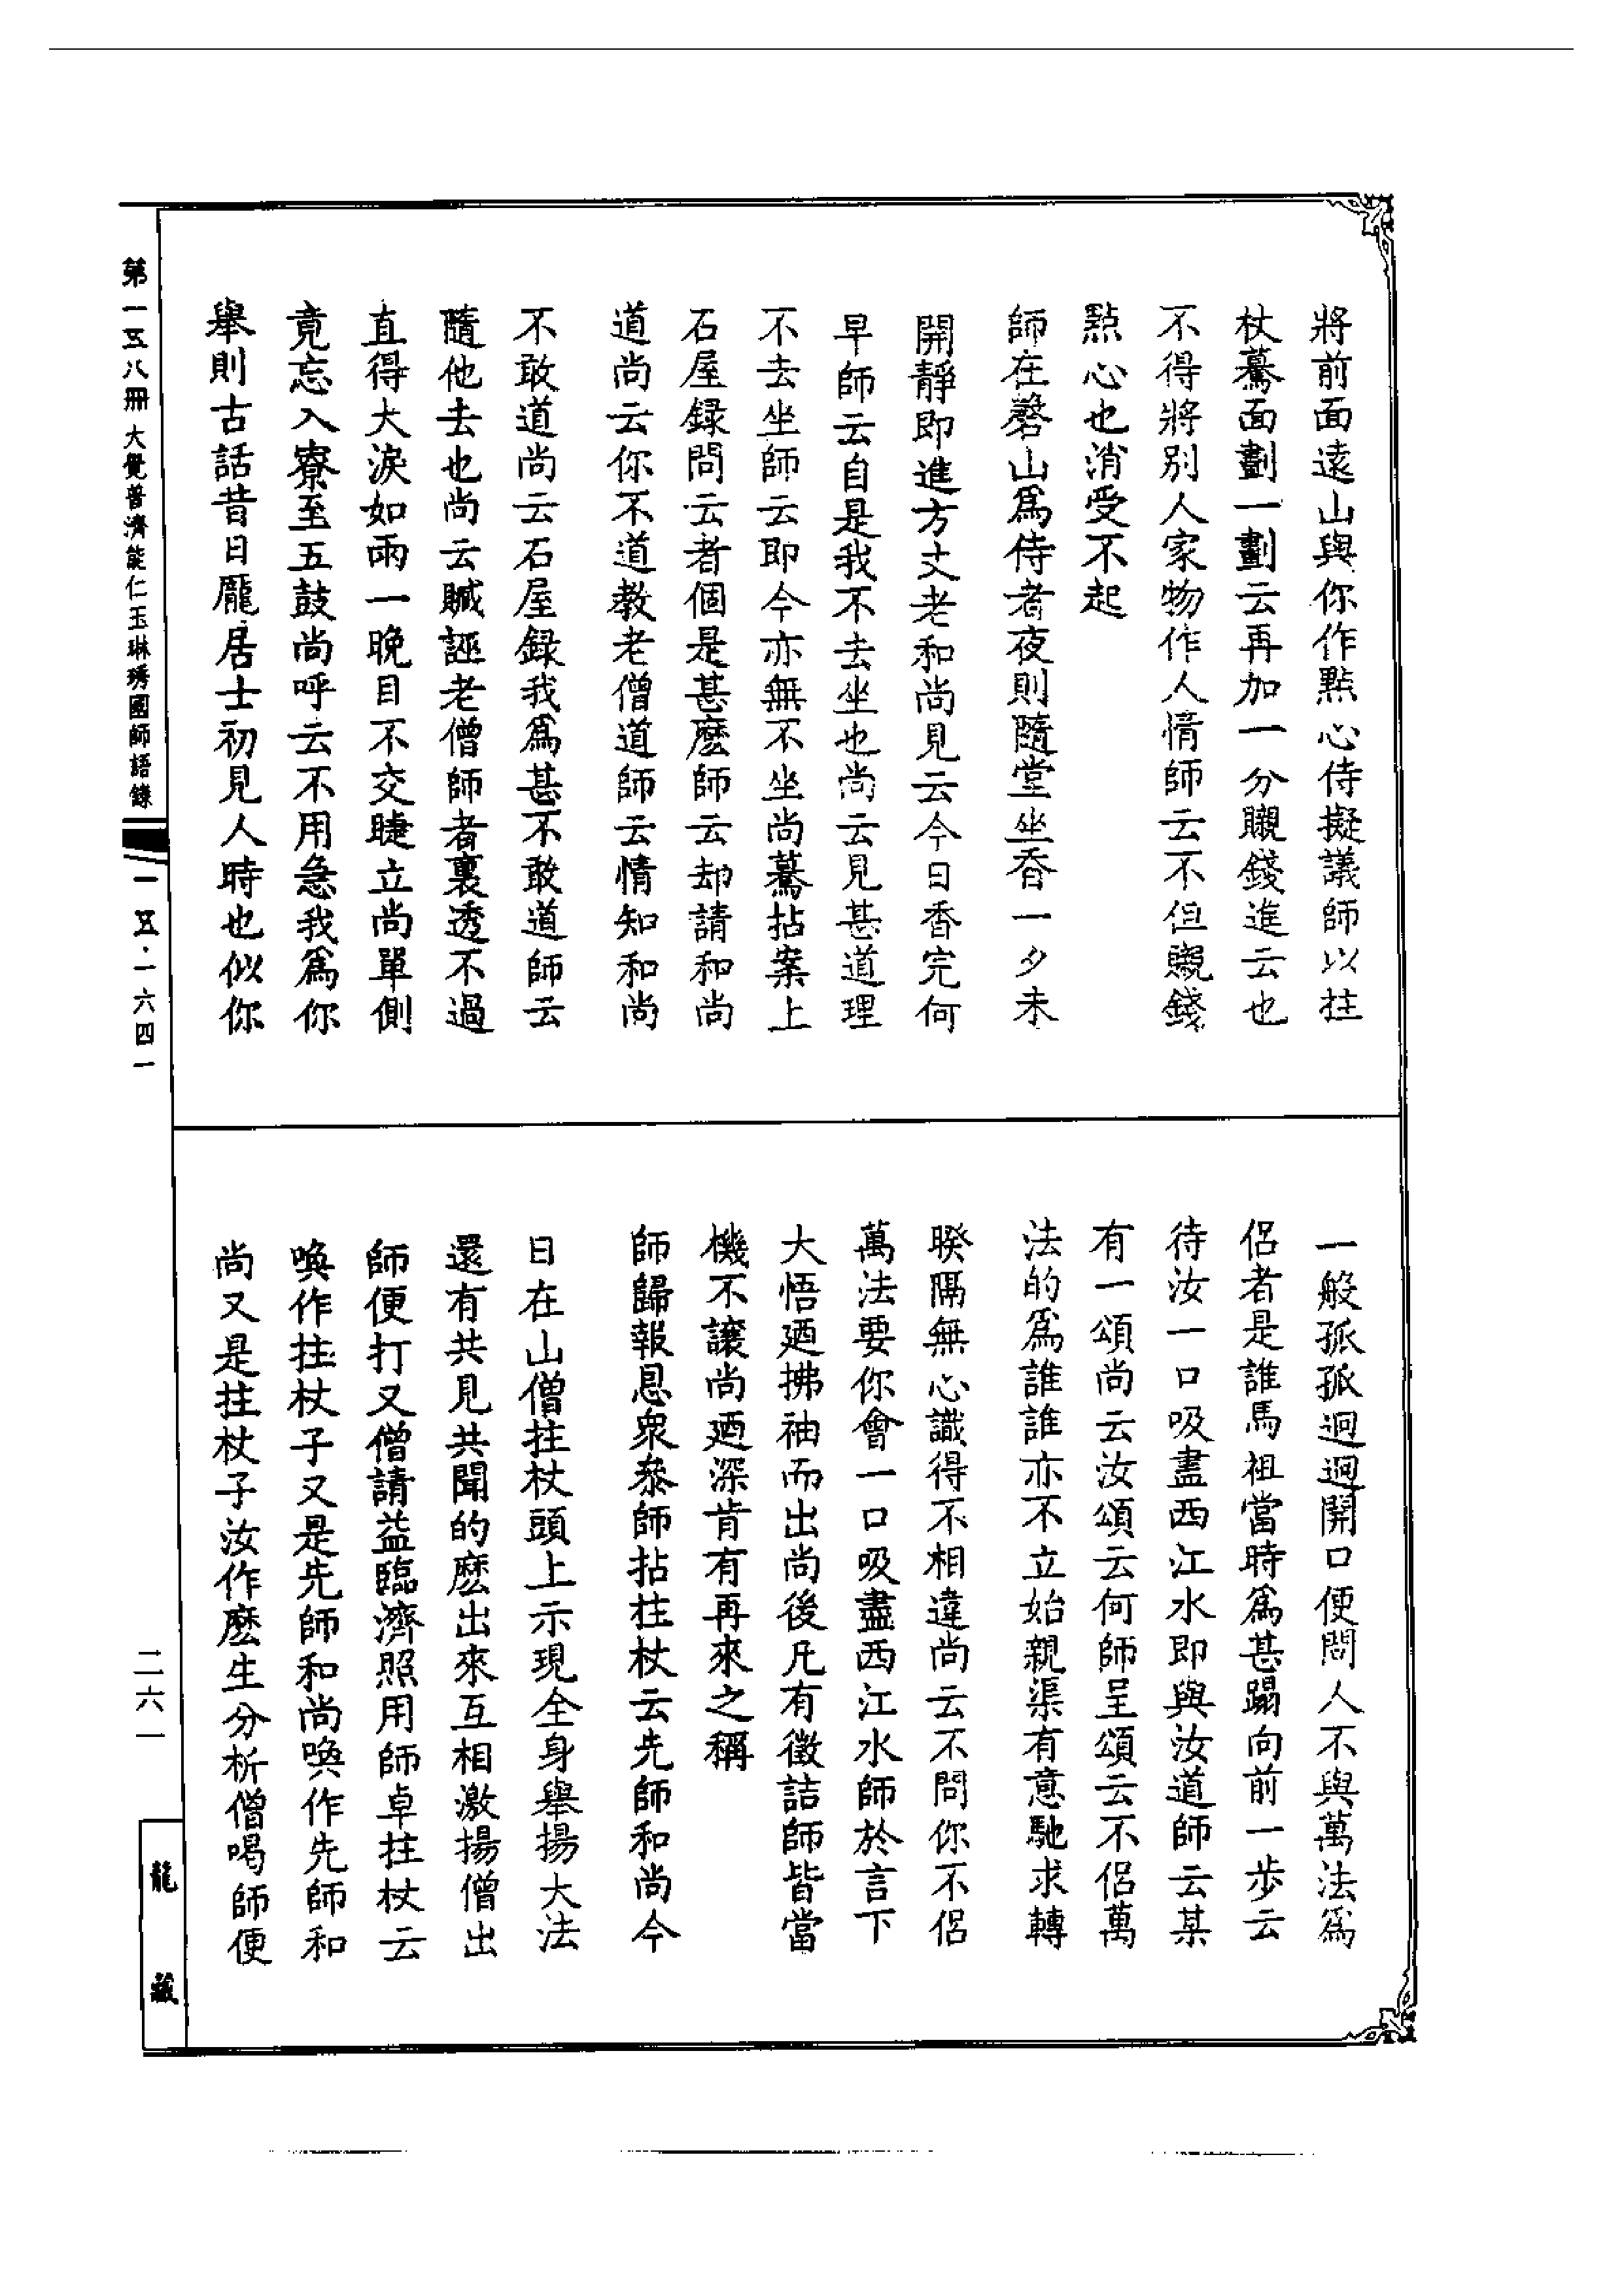 將前面遠山與你作點心侍擬議師以拄
杖驀面劃一劃云再加一分䞋錢進云也
不得將別人家物作人情師云不但䞋錢
點心也消受不起
師在磬山爲侍者夜則隨堂坐香一夕未
開靜即進方丈老和尚見云今日香完何
早師云自是我不去坐也尚云見甚道理
不去坐師云即今亦無不坐尚驀拈案上
石屋録問云者個是甚麽師云却請和尚
道尚云你不道教老僧道師云情知和尚
不敢道尚云石屋録我爲甚不敢道師云
隨他去也尚云贓誣老僧師者裏透不過
直得大淚如雨一晚目不交睫立尚單側
竟忘入寮至五鼓尚呼云不用急我爲你
舉則古話昔日龎居士初見人時也似你
一般孤孤迥迥開口便問人不與萬法爲
侣者是誰馬祖當時爲甚蹋向前一步云
待汝一口吸盡西江水即與汝道師云某
有一頌尚云汝頌云何師呈頌云不侣萬
法的爲誰誰亦不立始親渠有意馳求轉
睽隔無心識得不相違尚云不問你不侣
萬法要你會一口吸盡西江水師於言下
大悟廼拂袖而出尚後凡有徵詰師皆當
機不讓尚廼深肯有再來之稱
師歸報恩衆叅師拈柱杖云先師和尚今
日在山僧拄杖頭上示現全身舉揚大法
還有共見共聞的麽出來互相激揚僧出
師便打又僧請益臨濟照用師卓拄杖云
喚作拄杖子又是先師和尚喚作先師和
尚又是拄杖子汝作麽生分析僧喝師便
第一五八冊 大覺普濟能仁玉琳琇國師語錄
一五·一六四一
二六一
龍藏